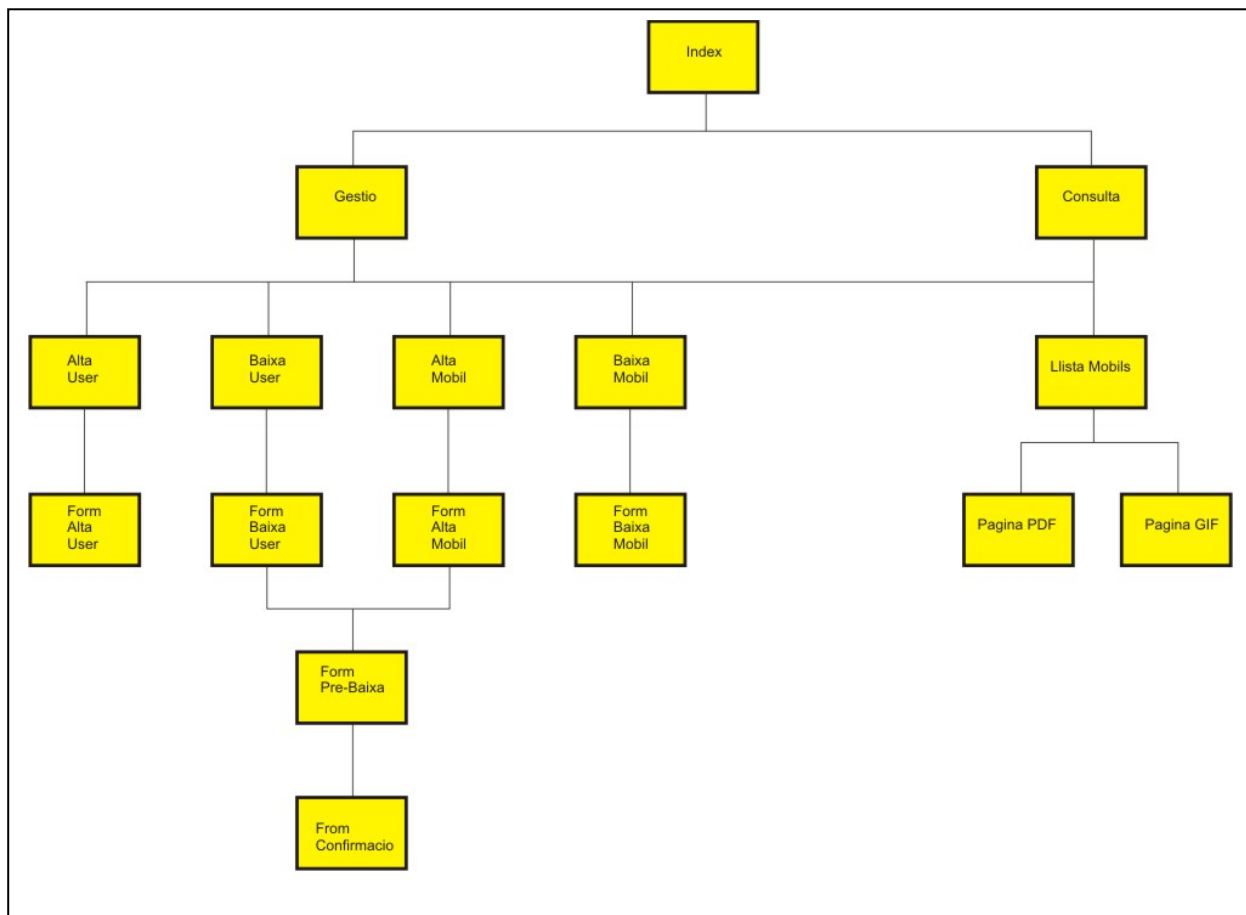 Index
Gestio
Consulta
Alta
User
Baixa
User
Alta
Mobil
Baixa
Mobil
Llista Mobils
Form
Alta
User
Form
Baixa
User
Form
Alta
Mobil
Form
Baixa
Mobil
Pagina PDF
Pagina GIF
Form
Pre-Baixa
From
Confirmacio